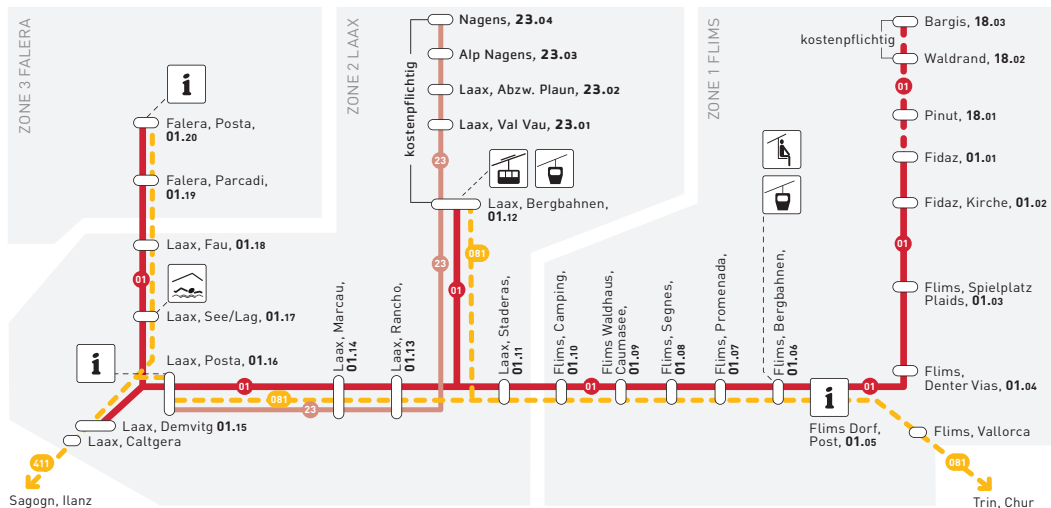 ZONE 3 FALERA
ZONE 2 LAAX
ZONE 1 FLIMS
i
Falera, Posta,
01.20
Falera, Parcadi,
01.19
Laax, Fau, 01.18
01
Laax, See/Lag, 01.17
i
Laax, Posta, 01.16
Laax, Demvitg 01.15
Laax, Caltgera
411
Sagogn, Ilanz
kostenpflichtig
Nagens, 23.04
Alp Nagens, 23.03
Laax, Abzw. Plaun, 23.02
Laax, Val Vau, 23.01
23
Laax, Bergbahnen,
01.12
23
081
01
01
081
23
Laax, Marcau,
01.14
Laax, Rancho,
01.13
Laax, Staderas,
01.11
Flims, Camping,
01.10
Flims Waldhaus,
Caumasee,
01.09
Flims, Segnes,
01.08
Flims, Promenada,
01.07
Flims, Bergbahnen,
01.06
01
i
Flims Dorf,
Post, 01.05
01
kostenpflichtig
Bargis, 18.03
Waldrand, 18.02
01
Pinut, 18.01
Fidaz, 01.01
Fidaz, Kirche, 01.02
01
Flims, Spielplatz
Plaids, 01.03
Flims,
Denter Vias, 01.04
Flims, Vallorca
081
Trin, Chur